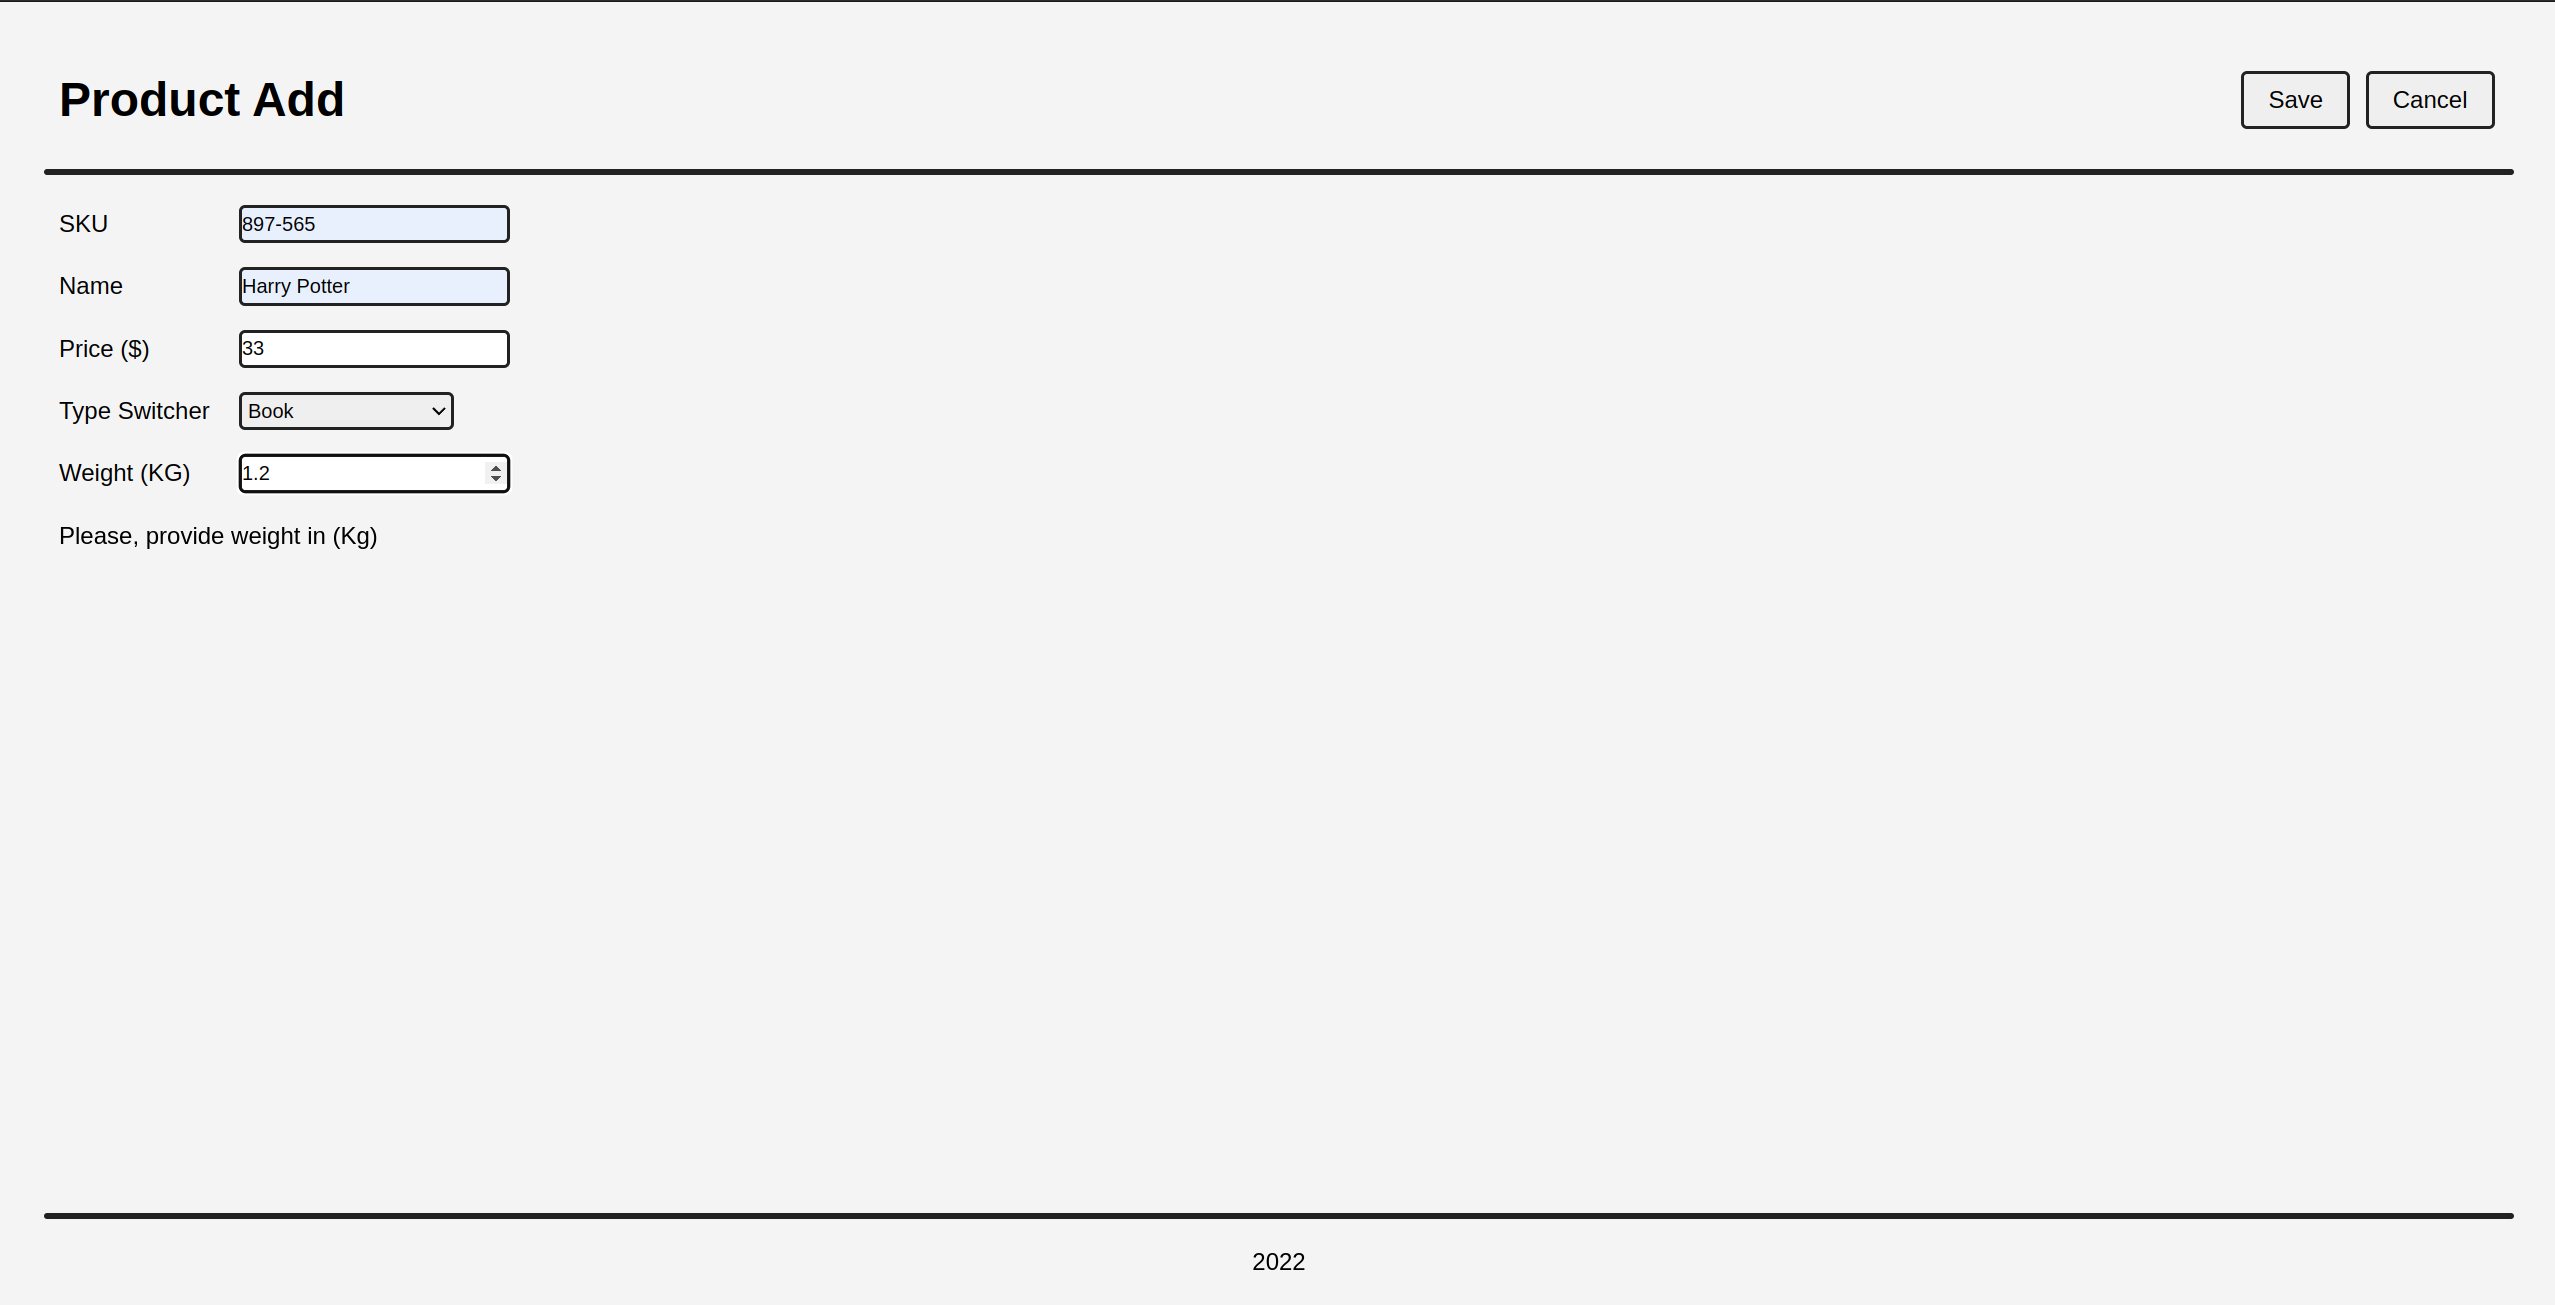 Product Add
Save Cancel
SKU 897-565
Name Harry Potter
Price ($) 33
Type Switcher Book
Weight (KG) 1.2
Please, provide weight in (Kg)
2022